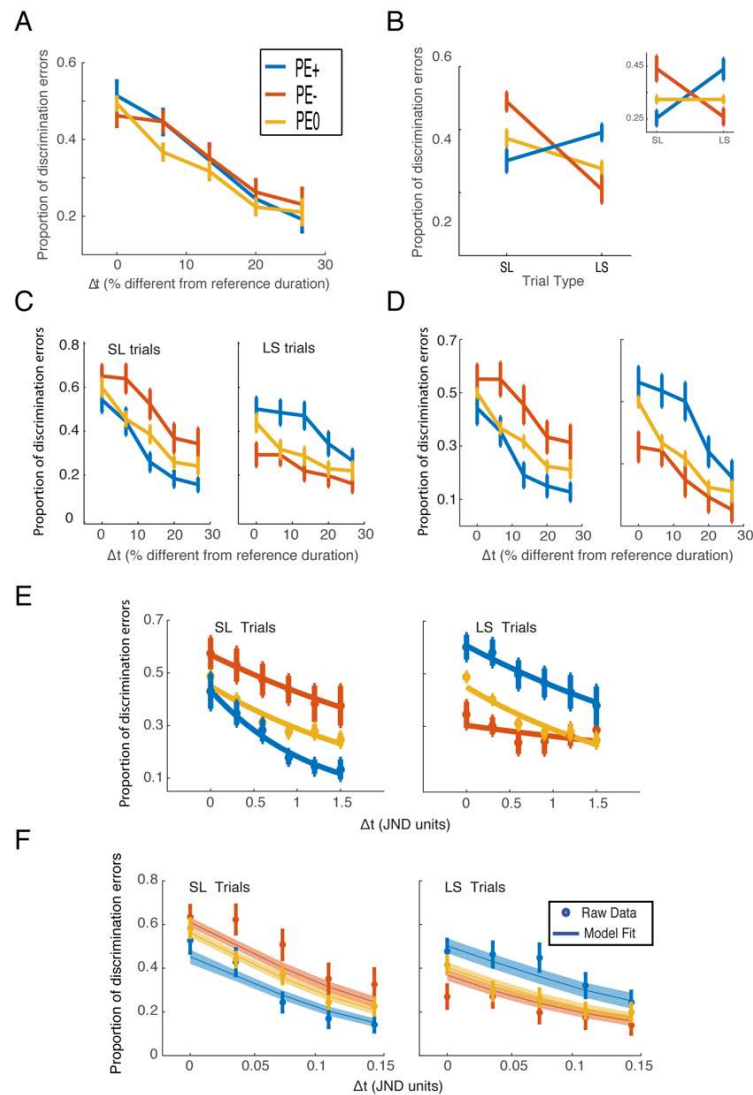 A
0.6
0.4
0.2
Proportion of discrimination errors
PE+
PE-
PE0
0 10 20 30
Δt (% different from reference duration)
B
0.6
0.4
0.2
Proportion of discrimination errors
SL LS
Trial Type
0.45
0.25
SL LS
C
0.8
0.6
0.4
0.2
0
Proportion of discrimination errors
SL trials
LS trials
0 10 20 30
0 10 20 30
Δt (% different from reference duration)
D
0.7
0.5
0.3
0.1
Proportion of discrimination errors
0 10 20 30
0 10 20 30
Δt (% different from reference duration)
E
0.7
0.5
0.3
0.1
Proportion of discrimination errors
SL Trials
LS Trials
0 0.5 1 1.5
0 0.5 1 1.5
Δt (JND units)
F
0.8
0.6
0.4
0.2
0
Proportion of discrimination errors
SL Trials
LS Trials
Raw Data
Model Fit
0 0.05 0.1 0.15
0 0.05 0.1 0.15
Δt (JND units)